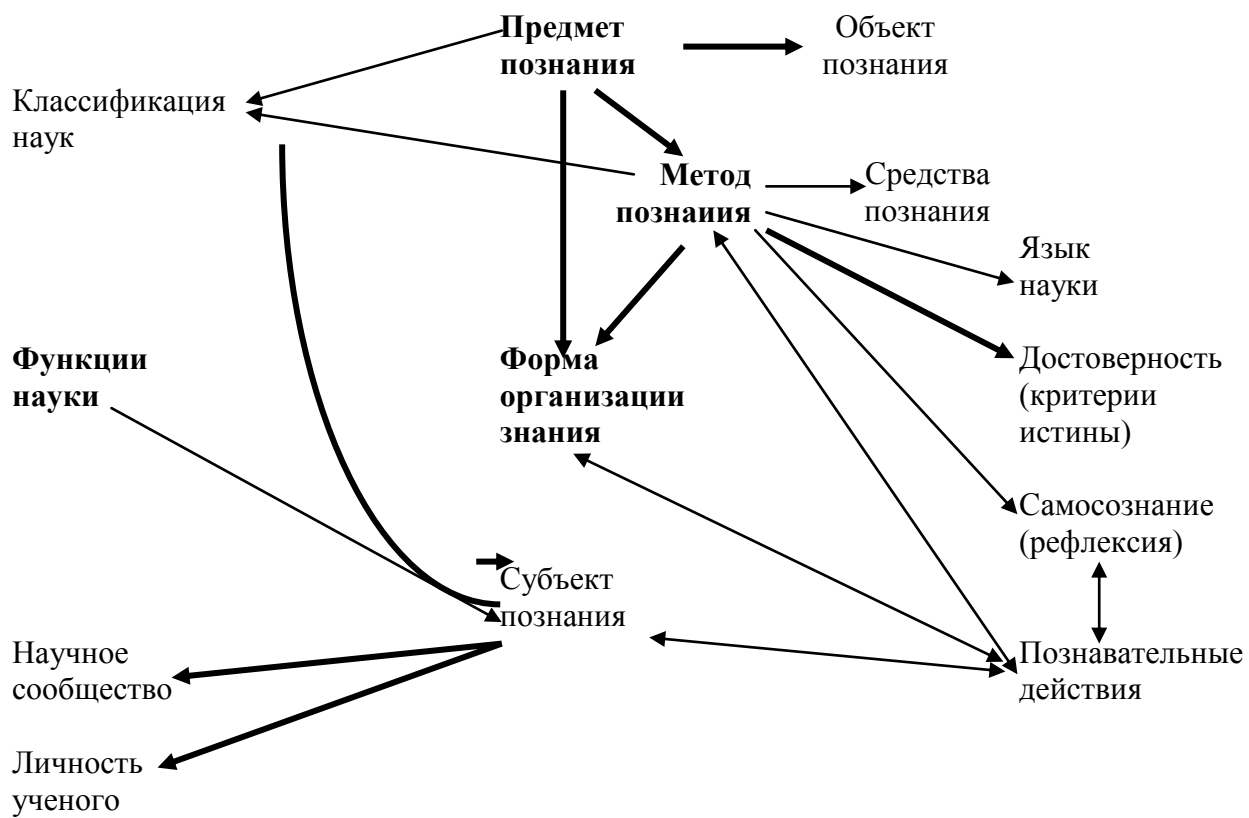 Предмет
познания
Объект
познания
Классификация
наук
Метод
познаиия
Средства
познания
Язык
науки
Функции
науки
Форма
организации
знания
Достоверность
(критерии
истины)
Самосознание
(рефлексия)
Субъект
познания
Научное
сообщество
Познавательные
действия
Личность
ученого